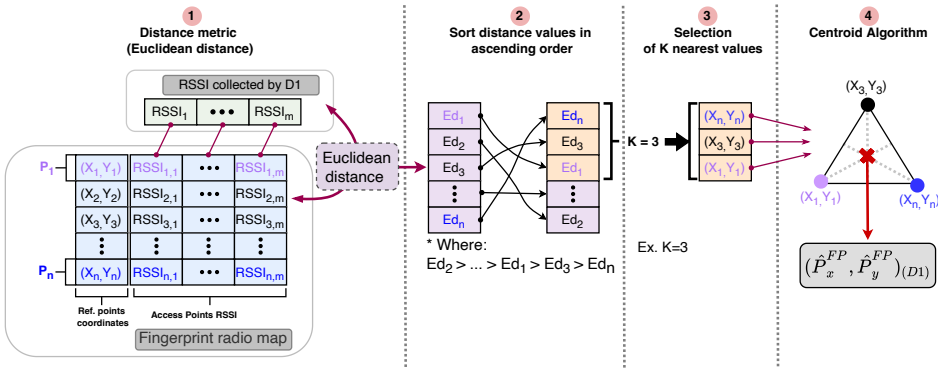 1
Distance metric
(Euclidean distance)
RSSI collected by D1
RSSI₁ ••• RSSIₘ
P₁ (X₁,Y₁) RSSI₁,₁ ••• RSSI₁,ₘ
(X₂,Y₂) RSSI₂,₁ ••• RSSI₂,ₘ
(X₃,Y₃) RSSI₃,₁ ••• RSSI₃,ₘ
Pₙ (Xₙ,Yₙ) RSSIₙ,₁ ••• RSSIₙ,ₘ
Ref. points
coordinates
Access Points RSSI
Fingerprint radio map
Euclidean
distance
2
Sort distance values in
ascending order
Ed₁ Edₙ
Ed₂ Ed₃
Ed₃ Ed₁
Edₙ Ed₂
* Where:
Ed₂ > ... > Ed₁ > Ed₃ > Edₙ
K = 3
3
Selection
of K nearest values
(Xₙ,Yₙ)
(X₃,Y₃)
(X₁,Y₁)
Ex. K=3
4
Centroid Algorithm
(X₃,Y₃)
(X₁,Y₁) (Xₙ,Yₙ)
(P̂ₓ^{FP}, P̂_y^{FP})_{(D1)}